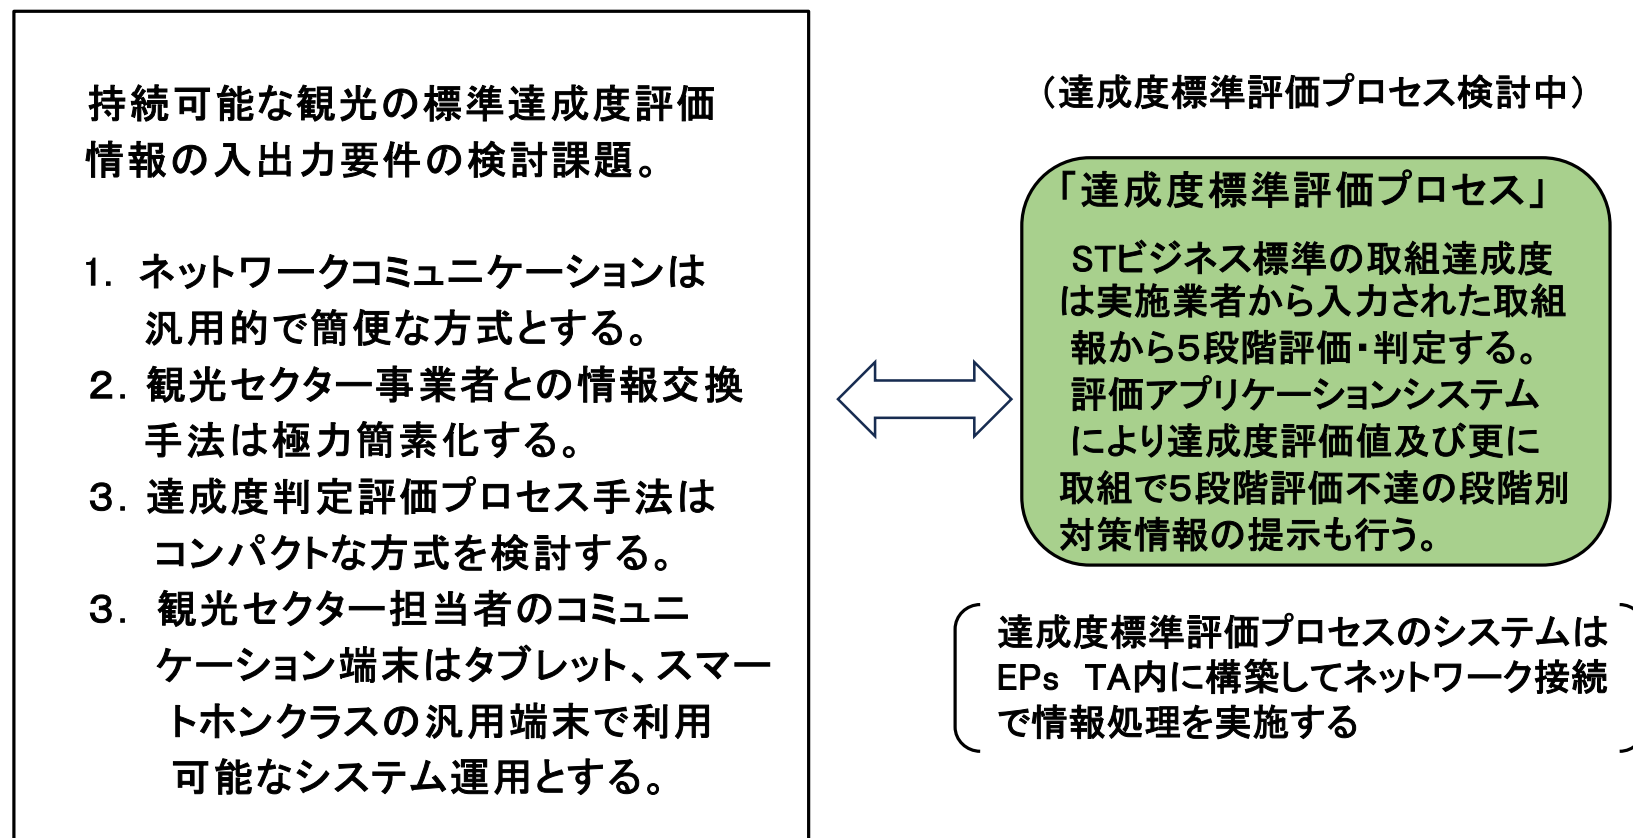 持続可能な観光の標準達成度評価
情報の入出力要件の検討課題。
1. ネットワークコミュニケーションは
汎用的で簡便な方式とする。
２. 観光セクター事業者との情報交換
手法は極力簡素化する。
３. 達成度判定評価プロセス手法は
コンパクトな方式を検討する。
３. 観光セクター担当者のコミュニ
ケーション端末はタブレット、スマー
トホンクラスの汎用端末で利用
可能なシステム運用とする。
（達成度標準評価プロセス検討中）
「達成度標準評価プロセス」
STビジネス標準の取組達成度
は実施業者から入力された取組
報から５段階評価・判定する。
評価アプリケーションシステム
により達成度評価値及び更に
取組で５段階評価不達の段階別
対策情報の提示も行う。
達成度標準評価プロセスのシステムは
EPs　TA内に構築してネットワーク接続
で情報処理を実施する